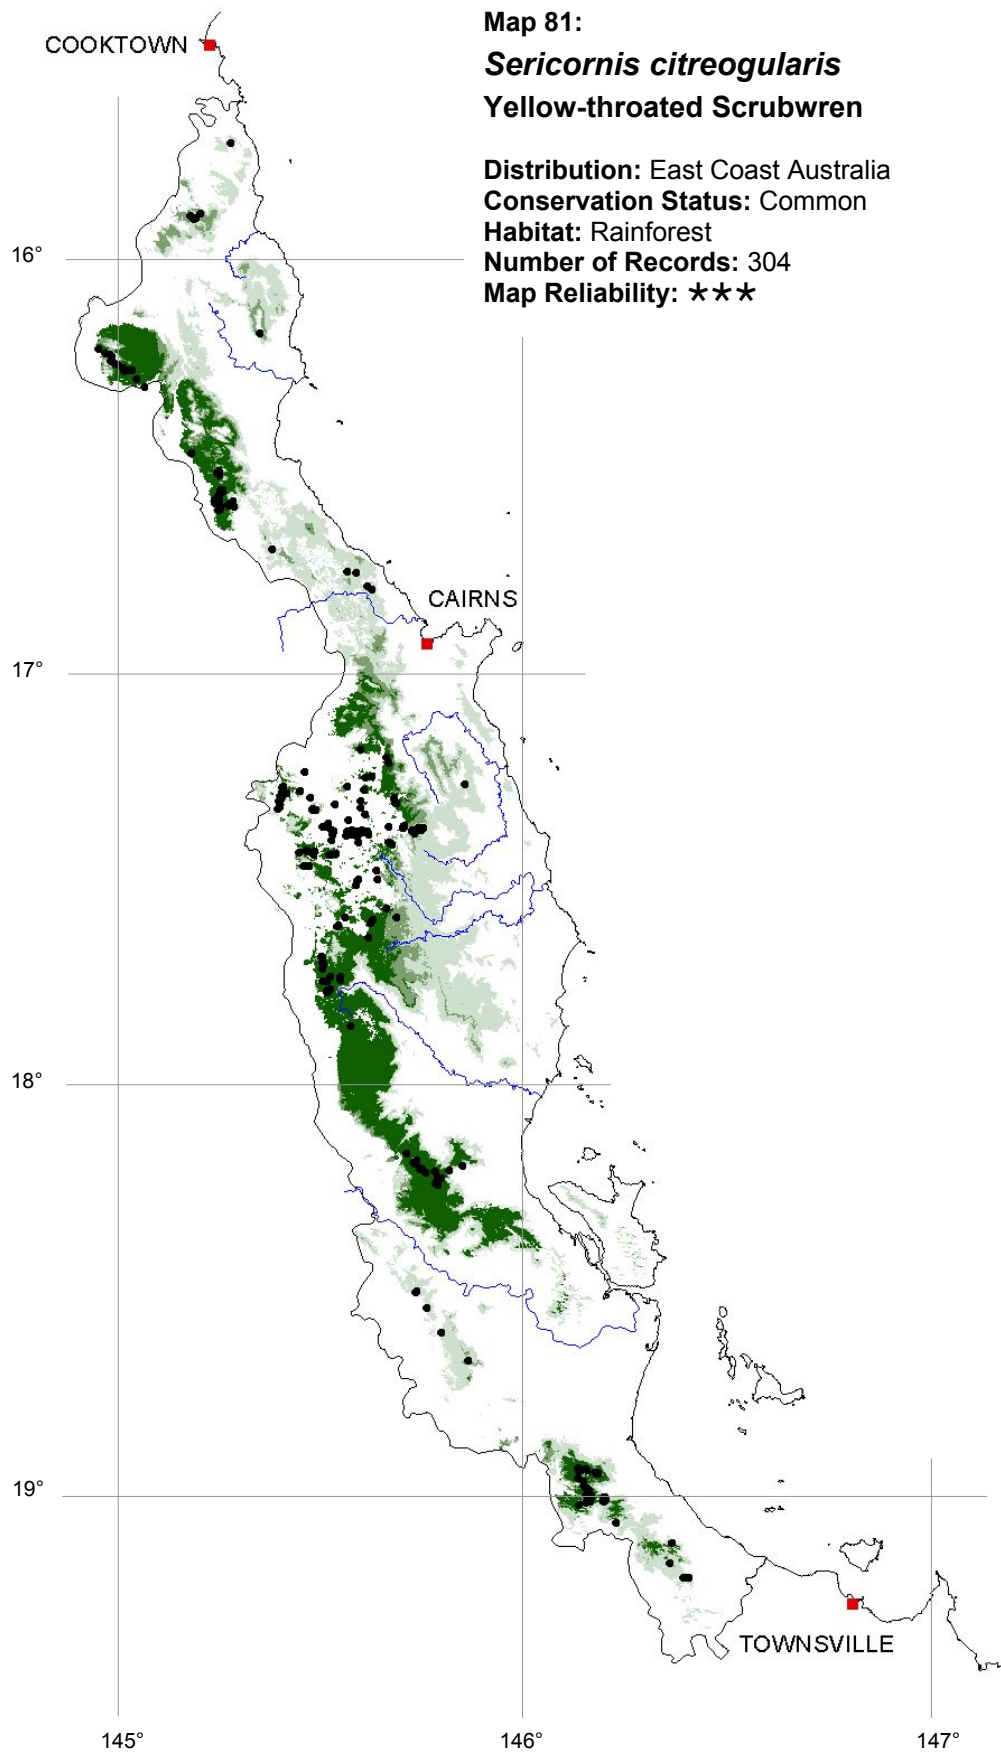 Map 81:
Sericornis citreogularis
Yellow-throated Scrubwren
Distribution: East Coast Australia
Conservation Status: Common
Habitat: Rainforest
Number of Records: 304
Map Reliability: ***
COOKTOWN
16°
CAIRNS
17°
18°
19°
TOWNSVILLE
145°
146°
147°